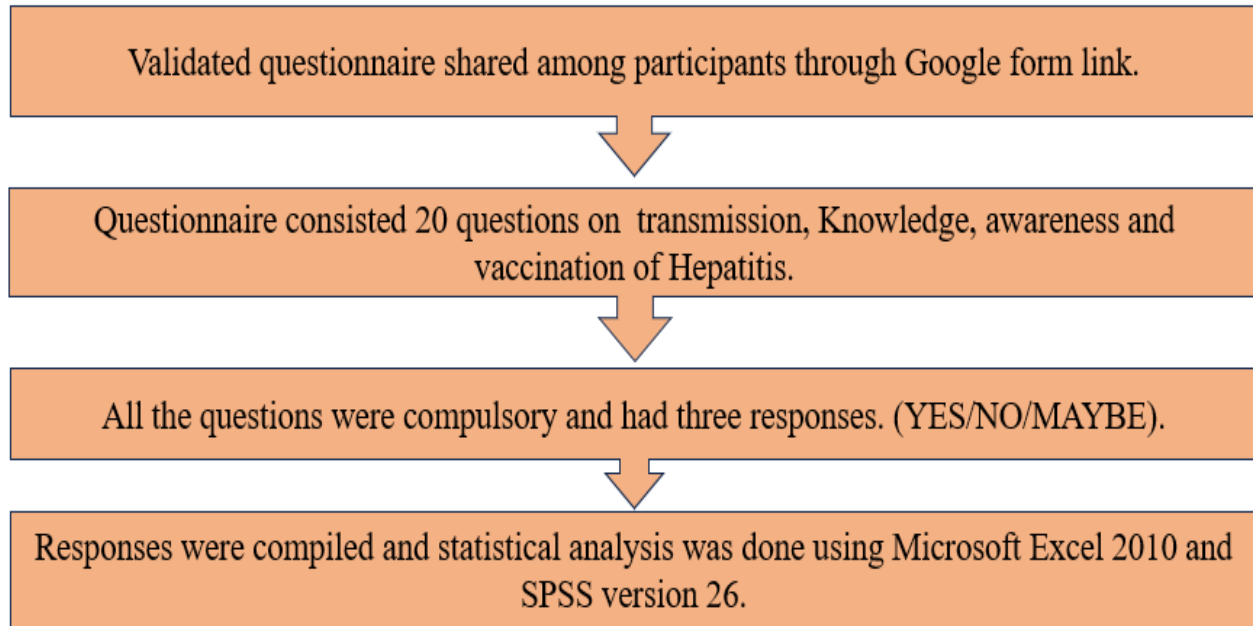 Validated questionnaire shared among participants through Google form link.
Questionnaire consisted 20 questions on transmission, Knowledge, awareness and
vaccination of Hepatitis.
All the questions were compulsory and had three responses. (YES/NO/MAYBE).
Responses were compiled and statistical analysis was done using Microsoft Excel 2010 and
SPSS version 26.